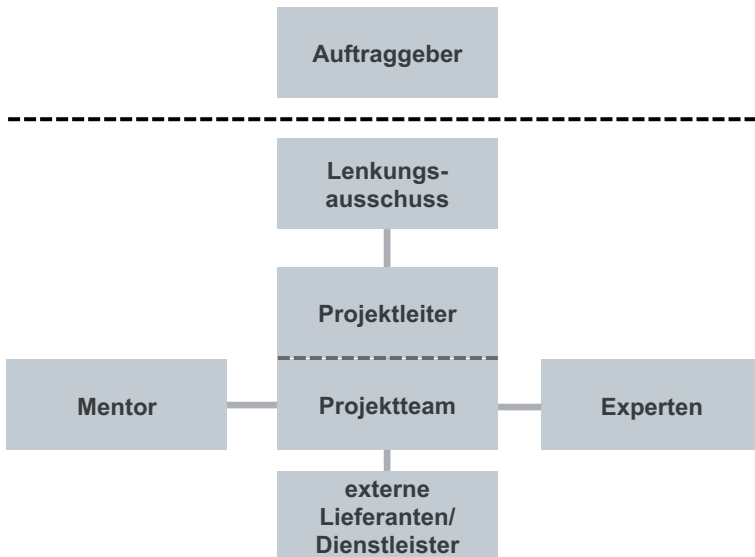 Auftraggeber
Lenkungs-
ausschuss
Projektleiter
Mentor
Projektteam
Experten
externe
Lieferanten/
Dienstleister